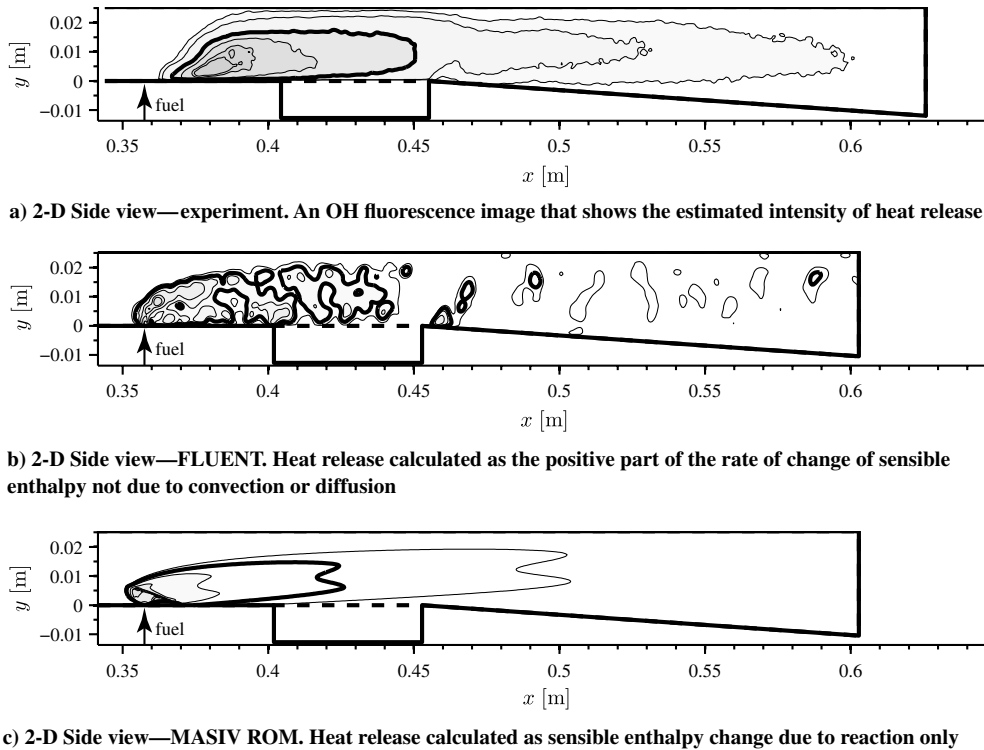 0.02
0.01
0
−0.01
y [m]
fuel
0.35 0.4 0.45 0.5 0.55 0.6
x [m]
a) 2-D Side view—experiment. An OH fluorescence image that shows the estimated intensity of heat release
0.02
0.01
0
−0.01
y [m]
fuel
0.35 0.4 0.45 0.5 0.55 0.6
x [m]
b) 2-D Side view—FLUENT. Heat release calculated as the positive part of the rate of change of sensible
enthalpy not due to convection or diffusion
0.02
0.01
0
−0.01
y [m]
fuel
0.35 0.4 0.45 0.5 0.55 0.6
x [m]
c) 2-D Side view—MASIV ROM. Heat release calculated as sensible enthalpy change due to reaction only